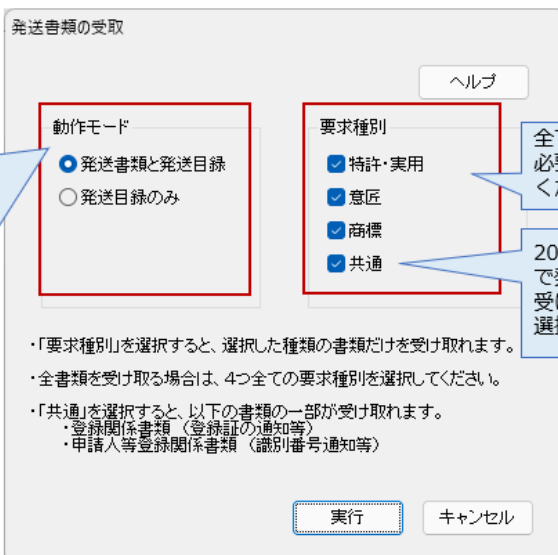 発送書類の受取
ヘルプ
動作モード
発送書類と発送目録
発送目録のみ
要求種別
特許・実用
意匠
商標
共通
全
必
く
20
で
受
選
・「要求種別」を選択すると、選択した種類の書類だけを受け取れます。
・全書類を受け取る場合は、4つ全ての要求種別を選択してください。
・「共通」を選択すると、以下の書類の一部が受け取れます。
・登録関係書類（登録証の通知等）
・申請人等登録関係書類（識別番号通知等）
実行
キャンセル